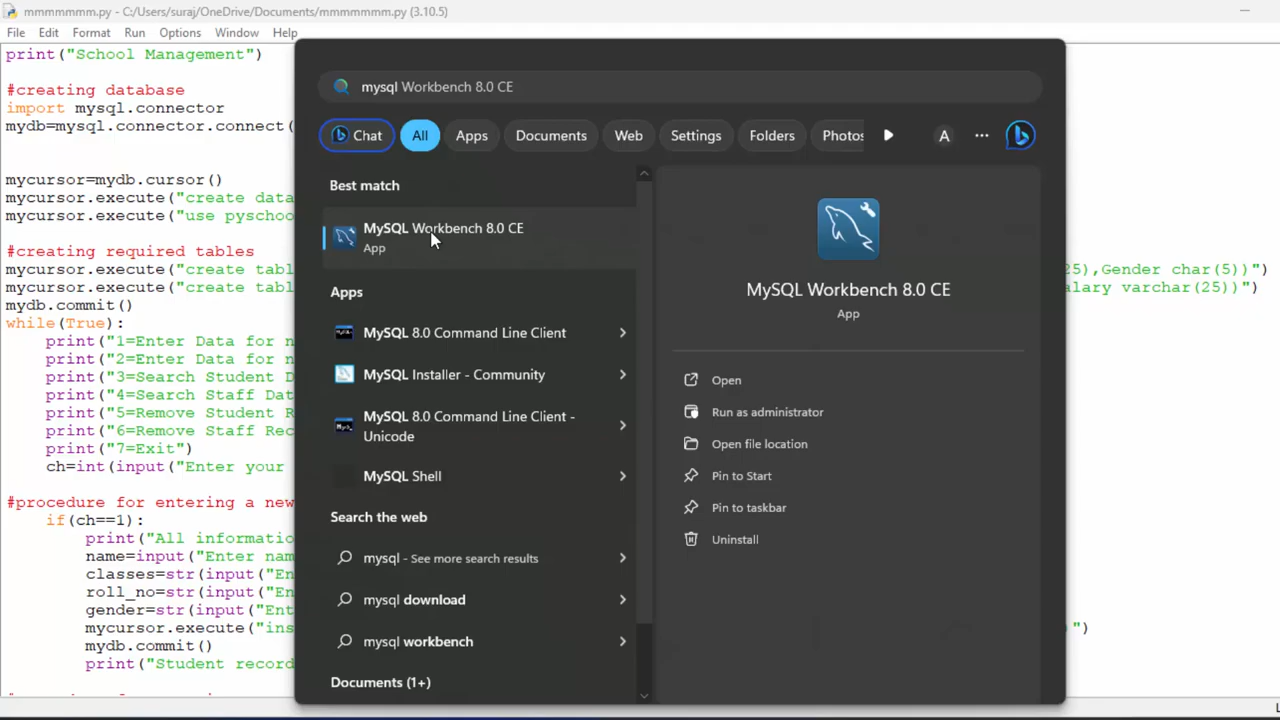 mmmmmmm.py - C:/Users/suraj/OneDrive/Documents/mmmmmmm.py (3.10.5)
File Edit Format Run Options Window Help
print("School Management")
#creating database
import mysql.connector
mydb=mysql.connector.connect(
mycursor=mydb.cursor()
mycursor.execute("create data
mycursor.execute("use pyschoo
#creating required tables
mycursor.execute("create tabl 25),Gender char(5))")
mycursor.execute("create tabl alary varchar(25))")
mydb.commit()
while(True):
print("1=Enter Data for n
print("2=Enter Data for n
print("3=Search Student D
print("4=Search Staff Dat
print("5=Remove Student R
print("6=Remove Staff Rec
print("7=Exit")
ch=int(input("Enter your
#procedure for entering a new
if(ch==1):
print("All informatio
name=input("Enter nam
classes=str(input("En
roll_no=str(input("En
gender=str(input("Ent
mycursor.execute("ins ")
mydb.commit()
print("Student record
mysql Workbench 8.0 CE
Chat All Apps Documents Web Settings Folders Photos A
Best match
MySQL Workbench 8.0 CE
App
Apps
MySQL 8.0 Command Line Client
MySQL Installer - Community
MySQL 8.0 Command Line Client -
Unicode
MySQL Shell
Search the web
mysql - See more search results
mysql download
mysql workbench
Documents (1+)
MySQL Workbench 8.0 CE
App
Open
Run as administrator
Open file location
Pin to Start
Pin to taskbar
Uninstall